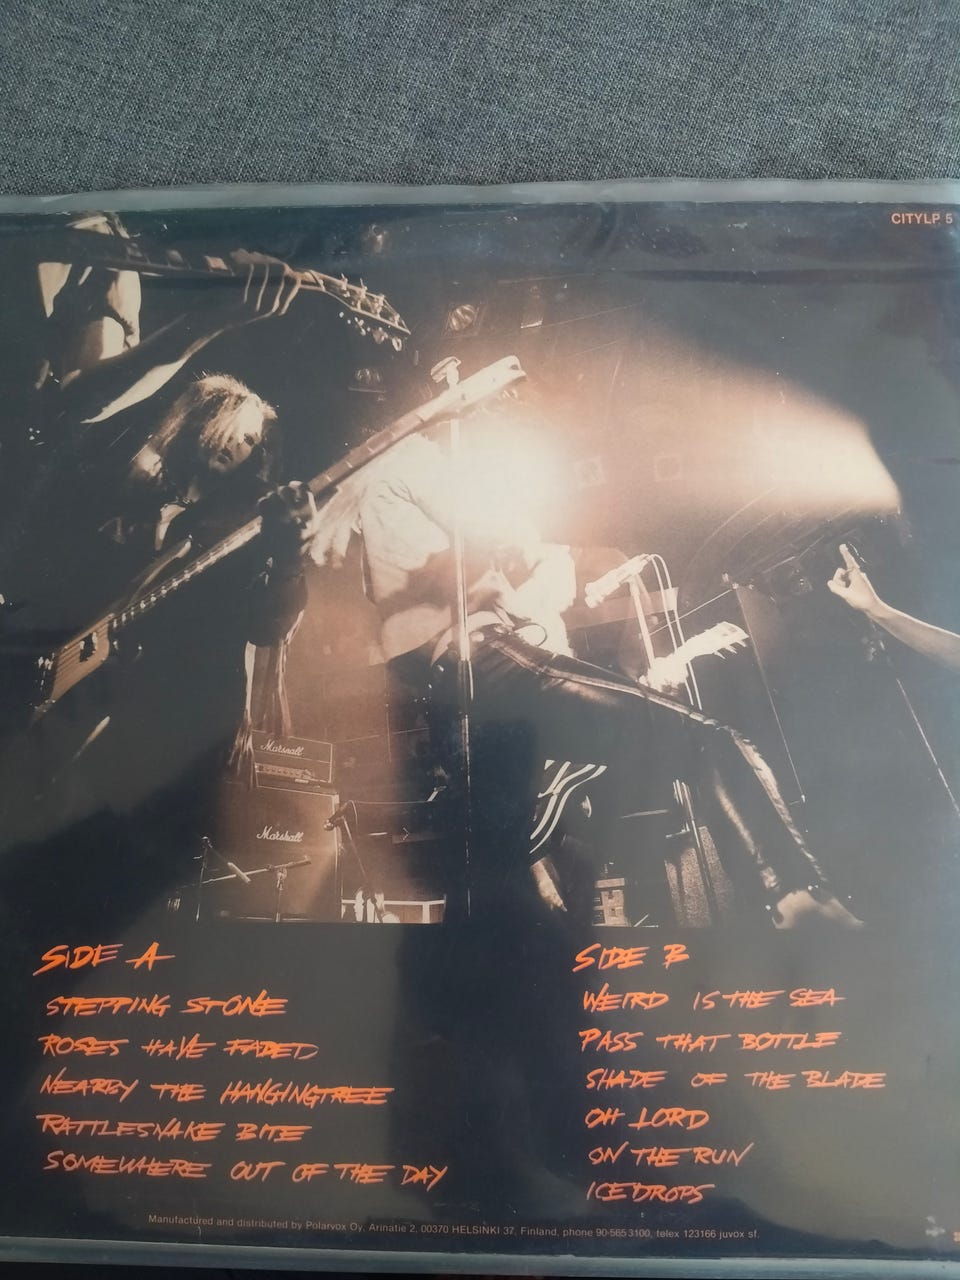 CITYLP 5
Marshall
Marshall
SIDE A
STEPPING STONE
ROSES HAVE FADED
NEARBY THE HANGINGTREE
RATTLESNAKE BITE
SOMEWHERE OUT OF THE DAY
SIDE B
WEIRD IS THE SEA
PASS THAT BOTTLE
SHADE OF THE BLADE
OH LORD
ON THE RUN
ICEDROPS
Manufactured and distributed by Polarvox Oy, Arinatie 2, 00370 HELSINKI 37, Finland, phone 90-565 3100, telex 123166 juvox sf.